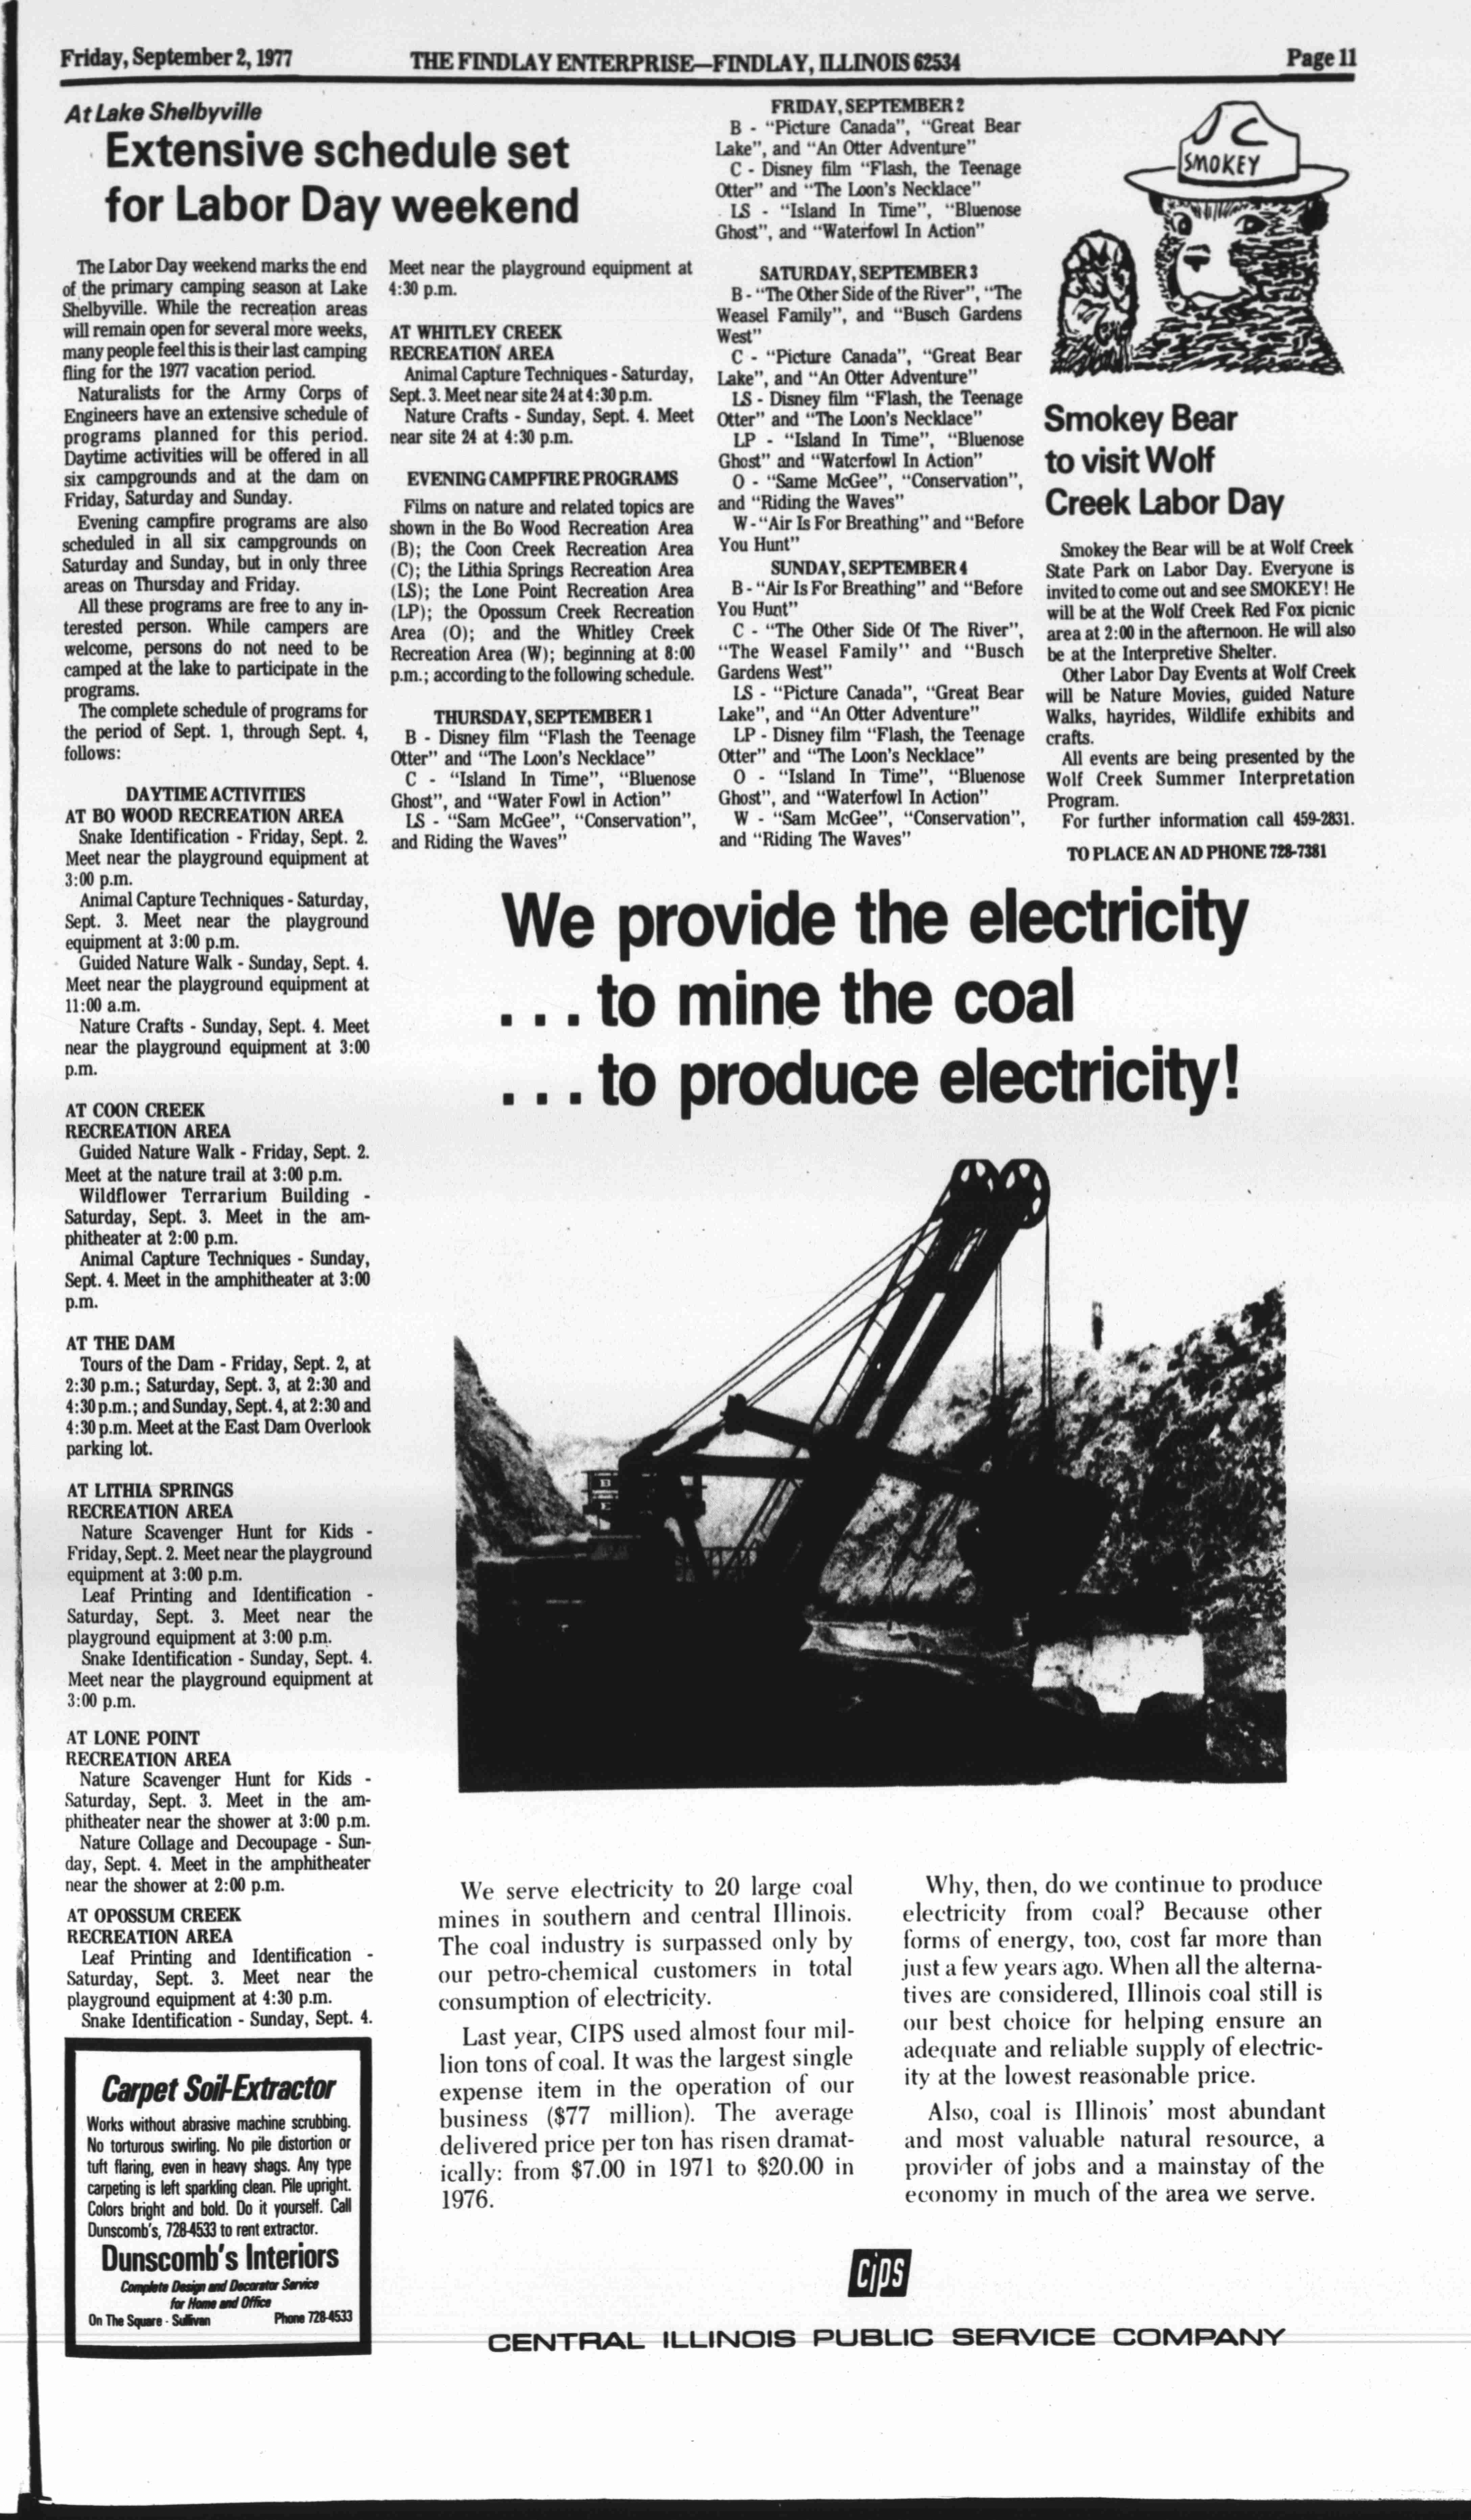 Friday, September 2, 1977
THE FINDLAY ENTERPRISE—FINDLAY, ILLINOIS 62534
Page 11
At Lake Shelbyville
Extensive schedule set
for Labor Day weekend
The Labor Day weekend marks the end
of the primary camping season at Lake
Shelbyville. While the recreation areas
will remain open for several more weeks,
many people feel this is their last camping
fling for the 1977 vacation period.
Naturalists for the Army Corps of
Engineers have an extensive schedule of
programs planned for this period.
Daytime activities will be offered in all
six campgrounds and at the dam on
Friday, Saturday and Sunday.
Evening campfire programs are also
scheduled in all six campgrounds on
Saturday and Sunday, but in only three
areas on Thursday and Friday.
All these programs are free to any in-
terested person. While campers are
welcome, persons do not need to be
camped at the lake to participate in the
programs.
The complete schedule of programs for
the period of Sept. 1, through Sept. 4,
follows:
DAYTIME ACTIVITIES
AT BO WOOD RECREATION AREA
Snake Identification - Friday, Sept. 2.
Meet near the playground equipment at
3:00 p.m.
Animal Capture Techniques - Saturday,
Sept. 3. Meet near the playground
equipment at 3:00 p.m.
Guided Nature Walk - Sunday, Sept. 4.
Meet near the playground equipment at
11:00 a.m.
Nature Crafts - Sunday, Sept. 4. Meet
near the playground equipment at 3:00
p.m.
AT COON CREEK
RECREATION AREA
Guided Nature Walk - Friday, Sept. 2.
Meet at the nature trail at 3:00 p.m.
Wildflower Terrarium Building -
Saturday, Sept. 3. Meet in the am-
phitheater at 2:00 p.m.
Animal Capture Techniques - Sunday,
Sept. 4. Meet in the amphitheater at 3:00
p.m.
AT THE DAM
Tours of the Dam - Friday, Sept. 2, at
2:30 p.m.; Saturday, Sept. 3, at 2:30 and
4:30 p.m.; and Sunday, Sept. 4, at 2:30 and
4:30 p.m. Meet at the East Dam Overlook
parking lot.
AT LITHIA SPRINGS
RECREATION AREA
Nature Scavenger Hunt for Kids -
Friday, Sept. 2. Meet near the playground
equipment at 3:00 p.m.
Leaf Printing and Identification -
Saturday, Sept. 3. Meet near the
playground equipment at 3:00 p.m.
Snake Identification - Sunday, Sept. 4.
Meet near the playground equipment at
3:00 p.m.
AT LONE POINT
RECREATION AREA
Nature Scavenger Hunt for Kids -
Saturday, Sept. 3. Meet in the am-
phitheater near the shower at 3:00 p.m.
Nature Collage and Decoupage - Sun-
day, Sept. 4. Meet in the amphitheater
near the shower at 2:00 p.m.
AT OPOSSUM CREEK
RECREATION AREA
Leaf Printing and Identification -
Saturday, Sept. 3. Meet near the
playground equipment at 4:30 p.m.
Snake Identification - Sunday, Sept. 4.
Meet near the playground equipment at
4:30 p.m.
AT WHITLEY CREEK
RECREATION AREA
Animal Capture Techniques - Saturday,
Sept. 3. Meet near site 24 at 4:30 p.m.
Nature Crafts - Sunday, Sept. 4. Meet
near site 24 at 4:30 p.m.
EVENING CAMPFIRE PROGRAMS
Films on nature and related topics are
shown in the Bo Wood Recreation Area
(B); the Coon Creek Recreation Area
(C); the Lithia Springs Recreation Area
(LS); the Lone Point Recreation Area
(LP); the Opossum Creek Recreation
Area (O); and the Whitley Creek
Recreation Area (W); beginning at 8:00
p.m.; according to the following schedule.
THURSDAY, SEPTEMBER 1
B - Disney film "Flash the Teenage
Otter" and "The Loon's Necklace"
C - "Island In Time", "Bluenose
Ghost", and "Water Fowl in Action"
LS - "Sam McGee", "Conservation",
and Riding the Waves"
FRIDAY, SEPTEMBER 2
B - "Picture Canada", "Great Bear
Lake", and "An Otter Adventure"
C - Disney film "Flash, the Teenage
Otter" and "The Loon's Necklace"
LS - "Island In Time", "Bluenose
Ghost", and "Waterfowl In Action"
SATURDAY, SEPTEMBER 3
B - "The Other Side of the River", "The
Weasel Family", and "Busch Gardens
West"
C - "Picture Canada", "Great Bear
Lake", and "An Otter Adventure"
LS - Disney film "Flash, the Teenage
Otter" and "The Loon's Necklace"
LP - "Island In Time", "Bluenose
Ghost" and "Waterfowl In Action"
O - "Same McGee", "Conservation",
and "Riding the Waves"
W - "Air Is For Breathing" and "Before
You Hunt"
SUNDAY, SEPTEMBER 4
B - "Air Is For Breathing" and "Before
You Hunt"
C - "The Other Side Of The River",
"The Weasel Family" and "Busch
Gardens West"
LS - "Picture Canada", "Great Bear
Lake", and "An Otter Adventure"
LP - Disney film "Flash, the Teenage
Otter" and "The Loon's Necklace"
O - "Island In Time", "Bluenose
Ghost", and "Waterfowl In Action"
W - "Sam McGee", "Conservation",
and "Riding The Waves"
SMOKEY
Smokey Bear
to visit Wolf
Creek Labor Day
Smokey the Bear will be at Wolf Creek
State Park on Labor Day. Everyone is
invited to come out and see SMOKEY! He
will be at the Wolf Creek Red Fox picnic
area at 2:00 in the afternoon. He will also
be at the Interpretive Shelter.
Other Labor Day Events at Wolf Creek
will be Nature Movies, guided Nature
Walks, hayrides, Wildlife exhibits and
crafts.
All events are being presented by the
Wolf Creek Summer Interpretation
Program.
For further information call 459-2831.
TO PLACE AN AD PHONE 728-7381
We provide the electricity
. . . to mine the coal
. . . to produce electricity!
We serve electricity to 20 large coal
mines in southern and central Illinois.
The coal industry is surpassed only by
our petro-chemical customers in total
consumption of electricity.
Last year, CIPS used almost four mil-
lion tons of coal. It was the largest single
expense item in the operation of our
business ($77 million). The average
delivered price per ton has risen dramat-
ically: from $7.00 in 1971 to $20.00 in
1976.
Why, then, do we continue to produce
electricity from coal? Because other
forms of energy, too, cost far more than
just a few years ago. When all the alterna-
tives are considered, Illinois coal still is
our best choice for helping ensure an
adequate and reliable supply of electric-
ity at the lowest reasonable price.
Also, coal is Illinois' most abundant
and most valuable natural resource, a
provider of jobs and a mainstay of the
economy in much of the area we serve.
CIPS
CENTRAL ILLINOIS PUBLIC SERVICE COMPANY
Carpet Soil-Extractor
Works without abrasive machine scrubbing.
No torturous swirling. No pile distortion or
tuft flaring, even in heavy shags. Any type
carpeting is left sparkling clean. Pile upright.
Colors bright and bold. Do it yourself. Call
Dunscomb's, 728-4533 to rent extractor.
Dunscomb's Interiors
Complete Design and Decorator Service
for Home and Office
On The Square - Sullivan
Phone 728-4533